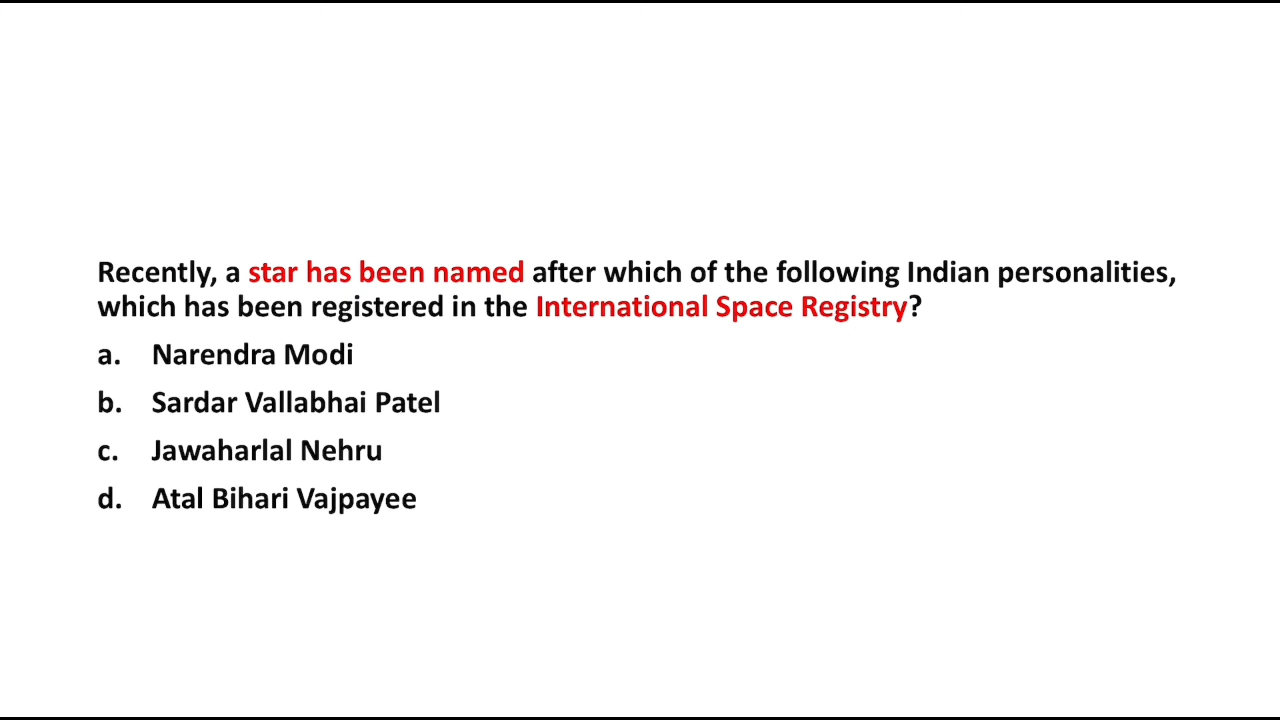 Recently, a star has been named after which of the following Indian personalities,
which has been registered in the International Space Registry?
a. Narendra Modi
b. Sardar Vallabhai Patel
c. Jawaharlal Nehru
d. Atal Bihari Vajpayee